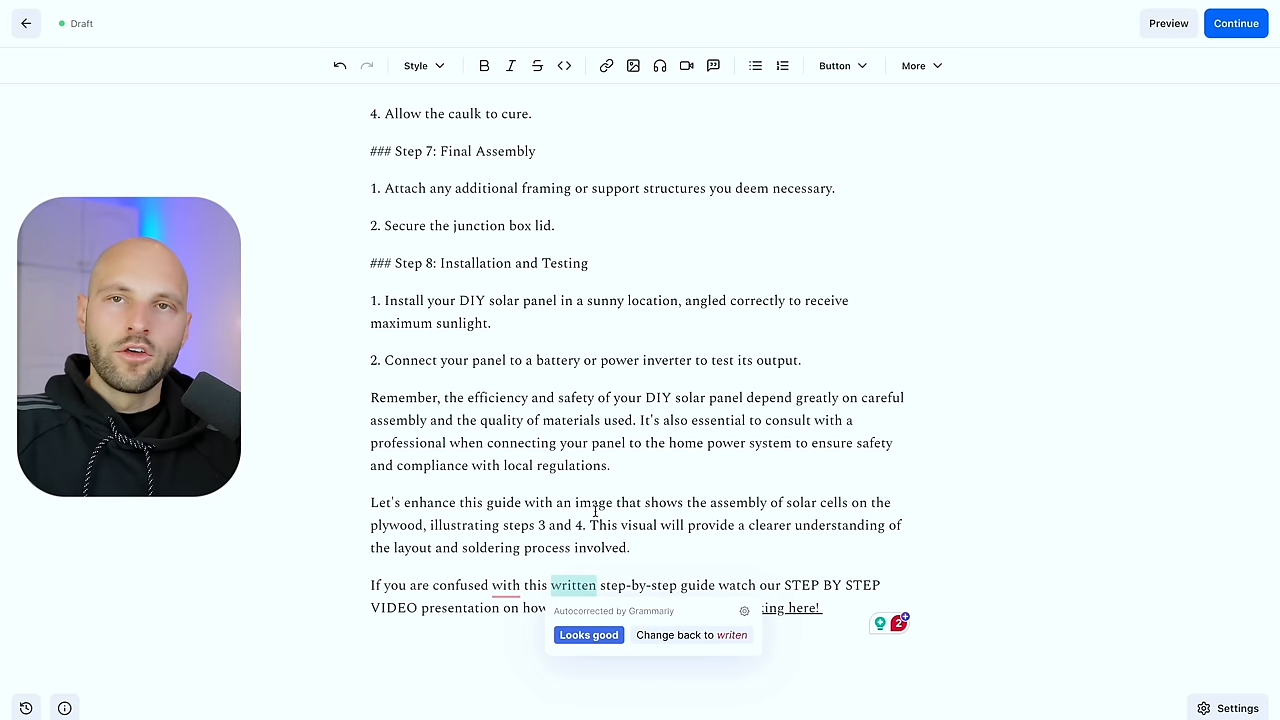 Draft
Preview
Continue
Style
Button
More
4. Allow the caulk to cure.
### Step 7: Final Assembly
1. Attach any additional framing or support structures you deem necessary.
2. Secure the junction box lid.
### Step 8: Installation and Testing
1. Install your DIY solar panel in a sunny location, angled correctly to receive
maximum sunlight.
2. Connect your panel to a battery or power inverter to test its output.
Remember, the efficiency and safety of your DIY solar panel depend greatly on careful
assembly and the quality of materials used. It's also essential to consult with a
professional when connecting your panel to the home power system to ensure safety
and compliance with local regulations.
Let's enhance this guide with an image that shows the assembly of solar cells on the
plywood, illustrating steps 3 and 4. This visual will provide a clearer understanding of
the layout and soldering process involved.
If you are confused with this written step-by-step guide watch our STEP BY STEP
VIDEO presentation on how king here!
Autocorrected by Grammarly
Looks good
Change back to writen
2
Settings